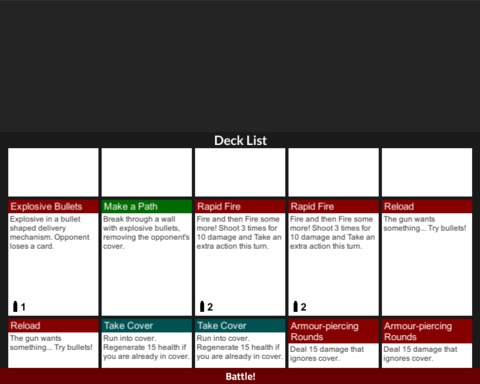 Deck List
Explosive Bullets
Explosive in a bullet
shaped delivery
mechanism. Opponent
loses a card.
1
Make a Path
Break through a wall
with explosive bullets,
removing the opponent's
cover.
Rapid Fire
Fire and then Fire some
more! Shoot 3 times for
10 damage and Take an
extra action this turn.
2
Rapid Fire
Fire and then Fire some
more! Shoot 3 times for
10 damage and Take an
extra action this turn.
2
Reload
The gun wants
something... Try bullets!
Reload
The gun wants
something... Try bullets!
Take Cover
Run into cover.
Regenerate 15 health if
you are already in cover.
Take Cover
Run into cover.
Regenerate 15 health if
you are already in cover.
Armour-piercing
Rounds
Deal 15 damage that
ignores cover.
Armour-piercing
Rounds
Deal 15 damage that
ignores cover.
Battle!